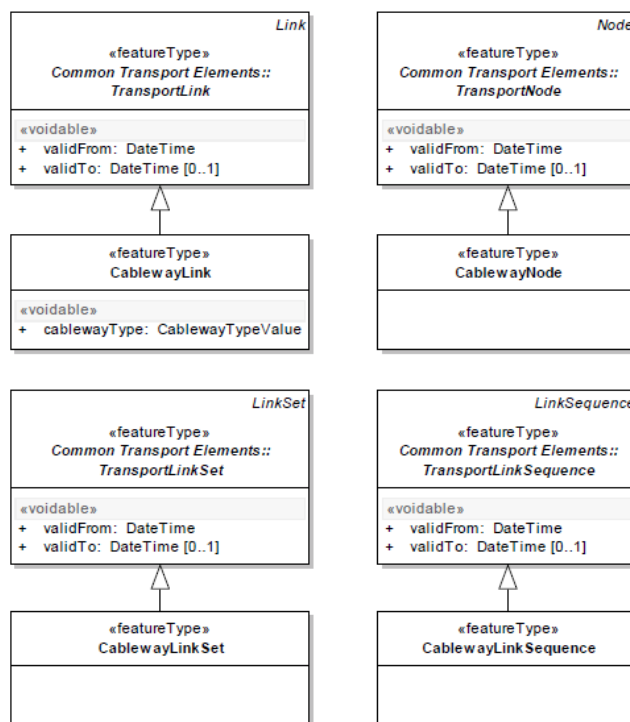 Link
«featureType»
Common Transport Elements::
TransportLink
«voidable»
+ validFrom: DateTime
+ validTo: DateTime [0..1]
«featureType»
CablewayLink
«voidable»
+ cablewayType: CablewayTypeValue
Node
«featureType»
Common Transport Elements::
TransportNode
«voidable»
+ validFrom: DateTime
+ validTo: DateTime [0..1]
«featureType»
CablewayNode
LinkSet
«featureType»
Common Transport Elements::
TransportLinkSet
«voidable»
+ validFrom: DateTime
+ validTo: DateTime [0..1]
«featureType»
CablewayLinkSet
LinkSequence
«featureType»
Common Transport Elements::
TransportLinkSequence
«voidable»
+ validFrom: DateTime
+ validTo: DateTime [0..1]
«featureType»
CablewayLinkSequence